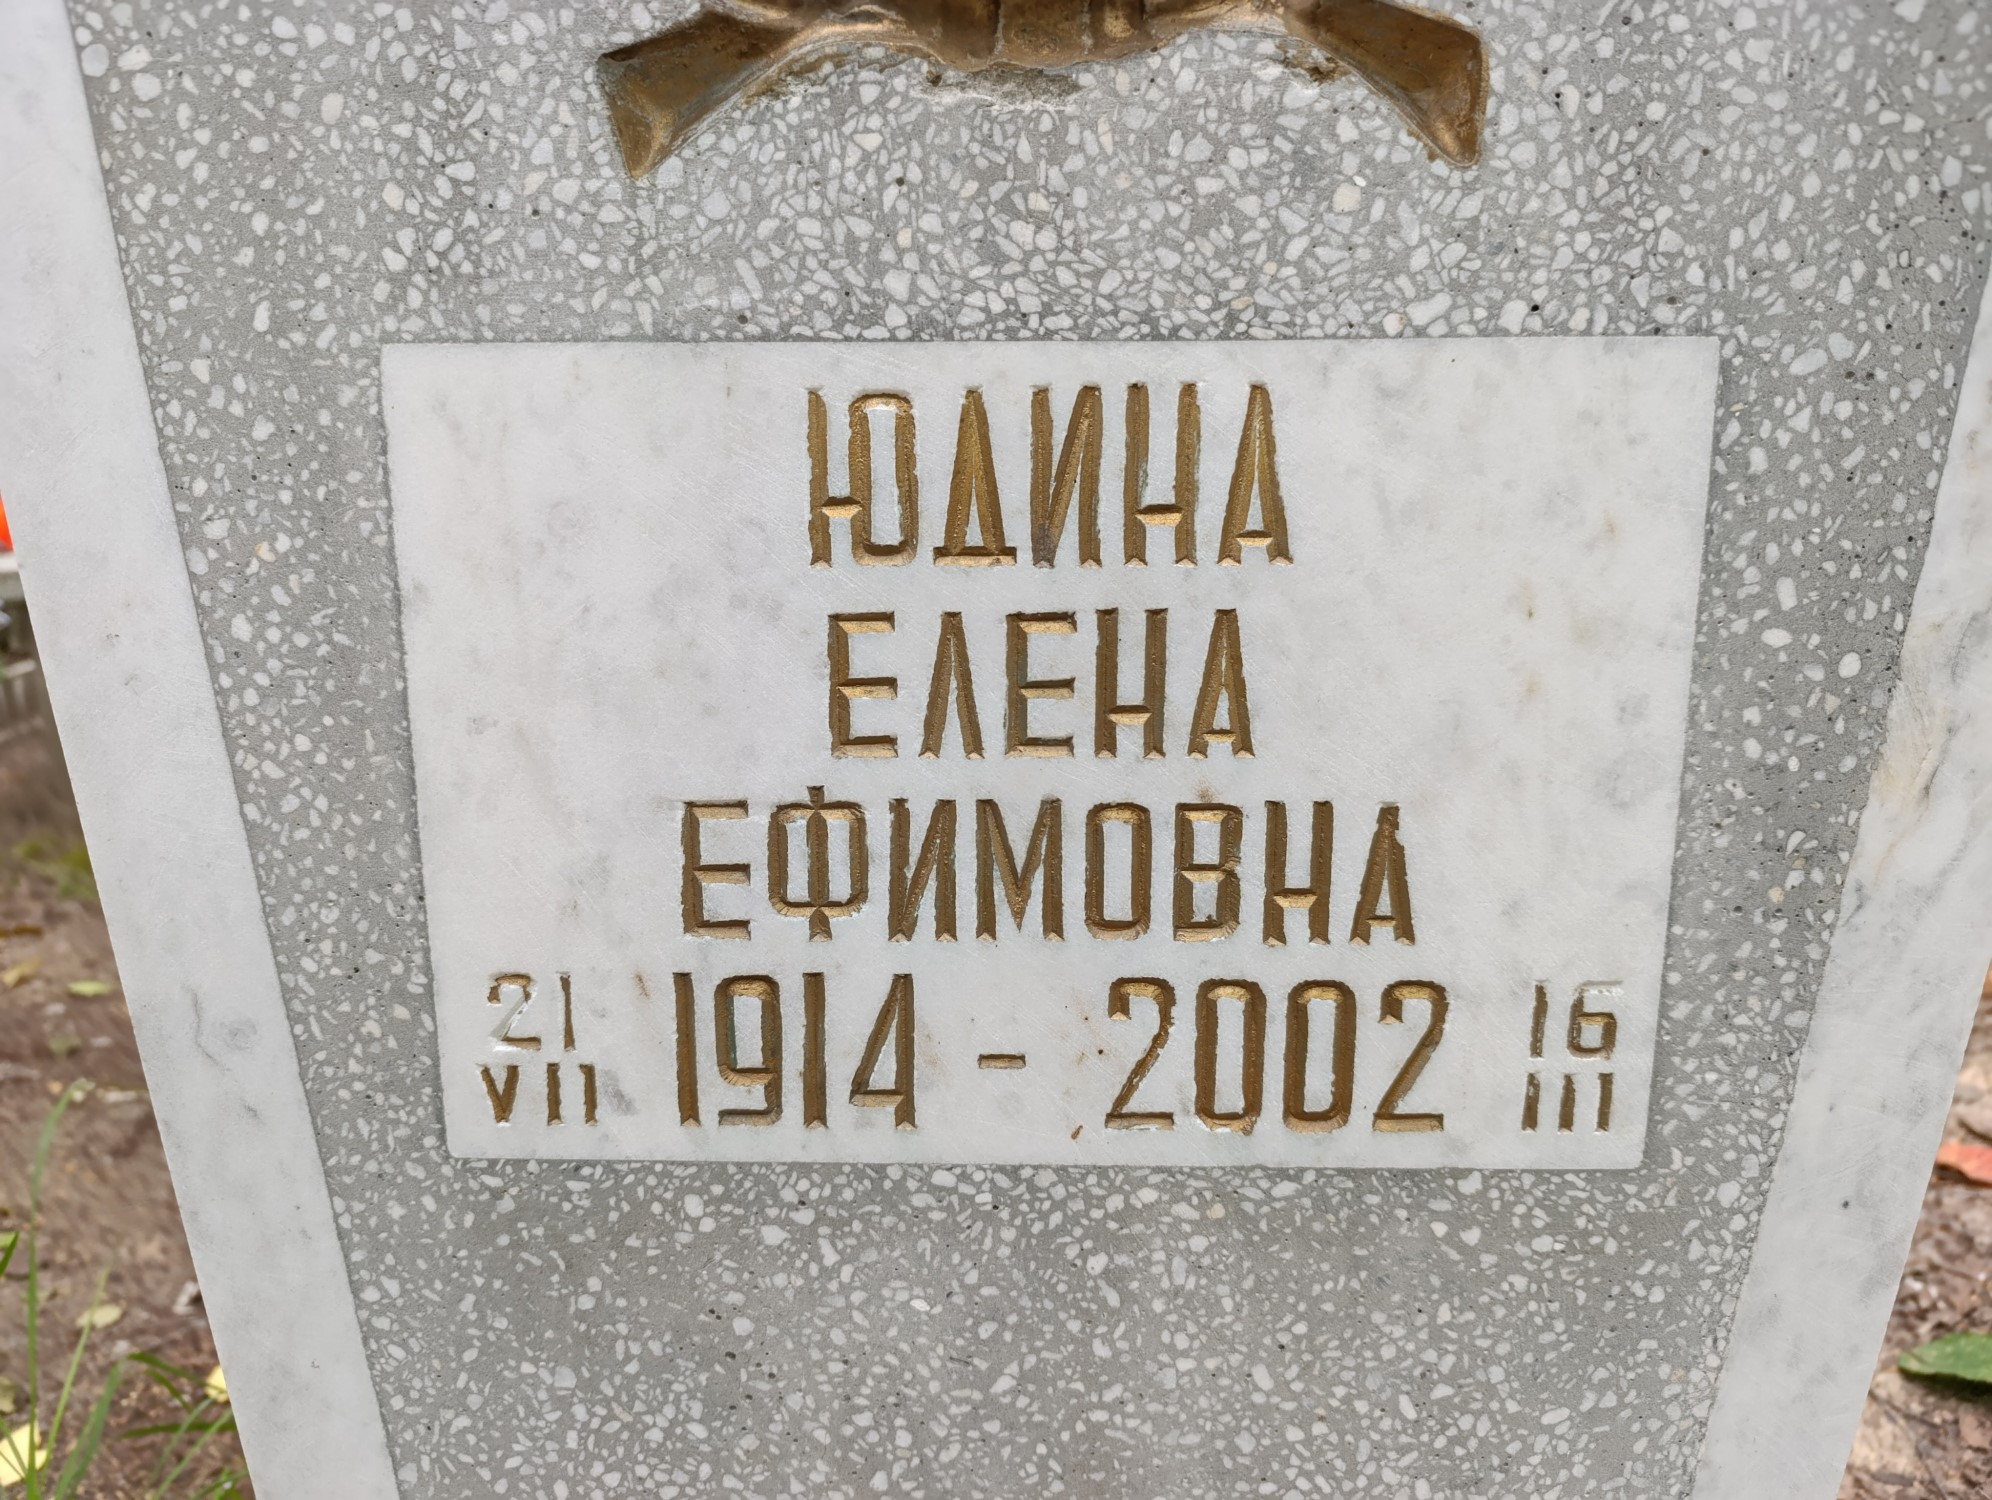 ЮДИНА
ЕЛЕНА
ЕФИМОВНА
21 VII 1914 - 2002 16 III